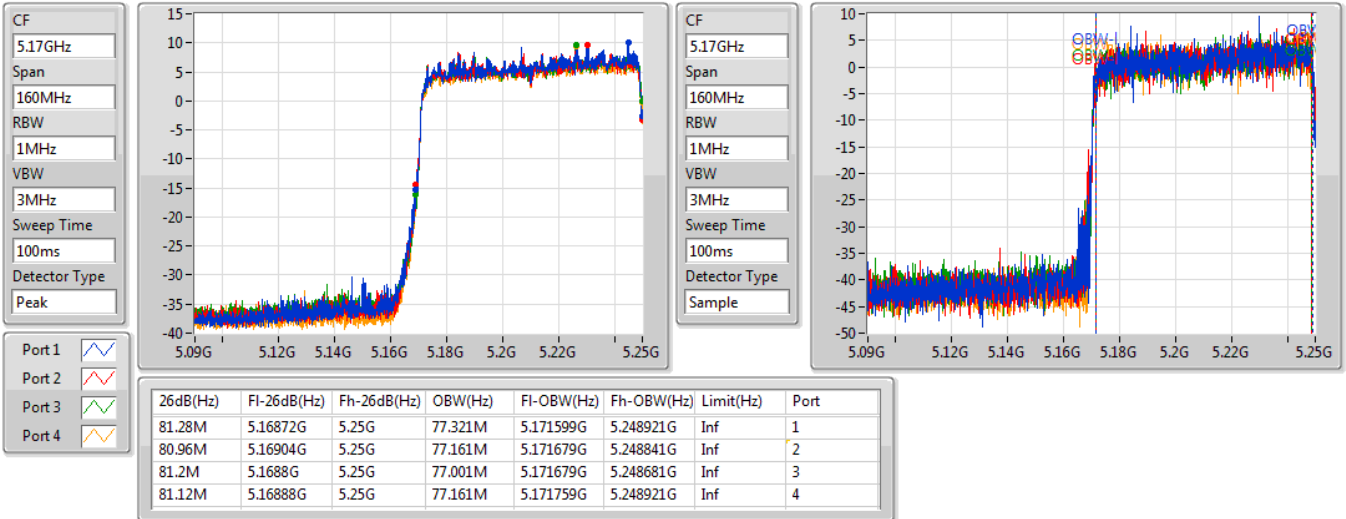 CF
5.17GHz
Span
160MHz
RBW
1MHz
VBW
3MHz
Sweep Time
100ms
Detector Type
Peak
15
10
5
0
-5
-10
-15
-20
-25
-30
-35
-40
5.09G 5.12G 5.14G 5.16G 5.18G 5.2G 5.22G 5.25G
CF
5.17GHz
Span
160MHz
RBW
1MHz
VBW
3MHz
Sweep Time
100ms
Detector Type
Sample
10
5
0
-5
-10
-15
-20
-25
-30
-35
-40
-45
-50
OBW-l
OBW-l
OBW
5.09G 5.12G 5.14G 5.16G 5.18G 5.2G 5.22G 5.25G
Port 1
Port 2
Port 3
Port 4
26dB(Hz) Fl-26dB(Hz) Fh-26dB(Hz) OBW(Hz) Fl-OBW(Hz) Fh-OBW(Hz) Limit(Hz) Port
81.28M 5.16872G 5.25G 77.321M 5.171599G 5.248921G Inf 1
80.96M 5.16904G 5.25G 77.161M 5.171679G 5.248841G Inf 2
81.2M 5.1688G 5.25G 77.001M 5.171679G 5.248681G Inf 3
81.12M 5.16888G 5.25G 77.161M 5.171759G 5.248921G Inf 4